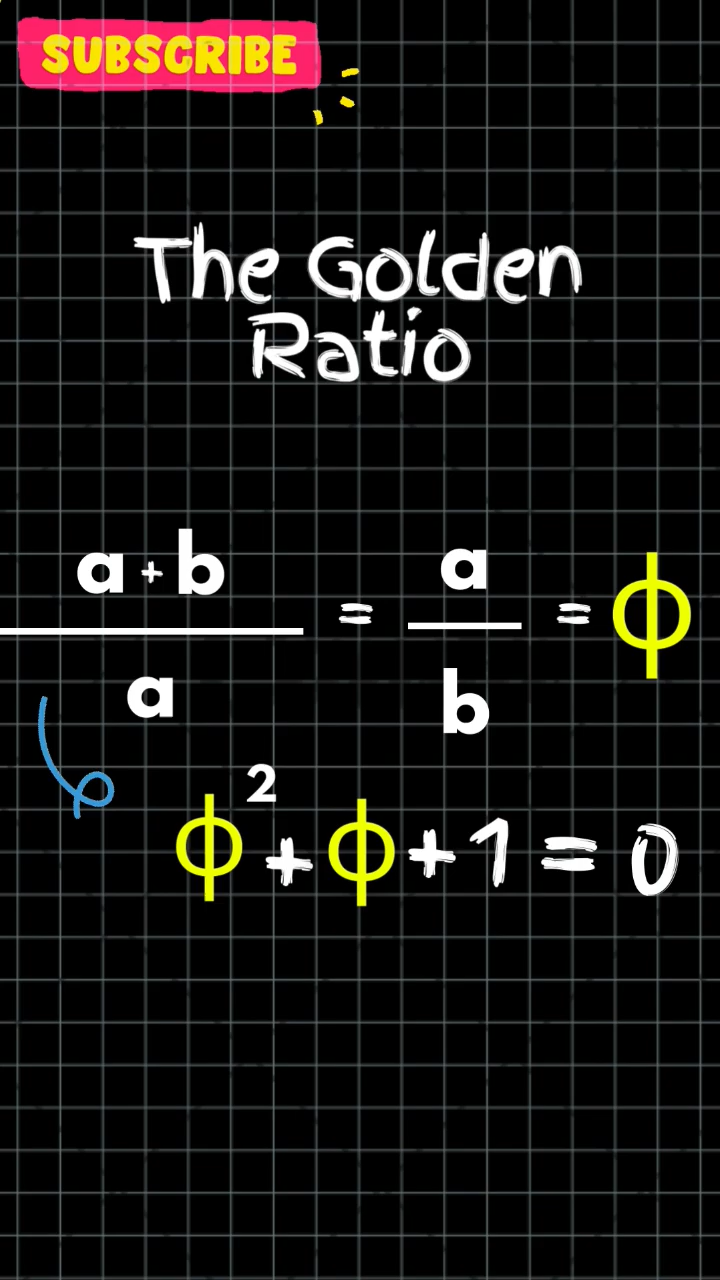 SUBSCRIBE
The Golden
Ratio
a + b
a
=
a
b
= ϕ
ϕ² + ϕ + 1 = 0